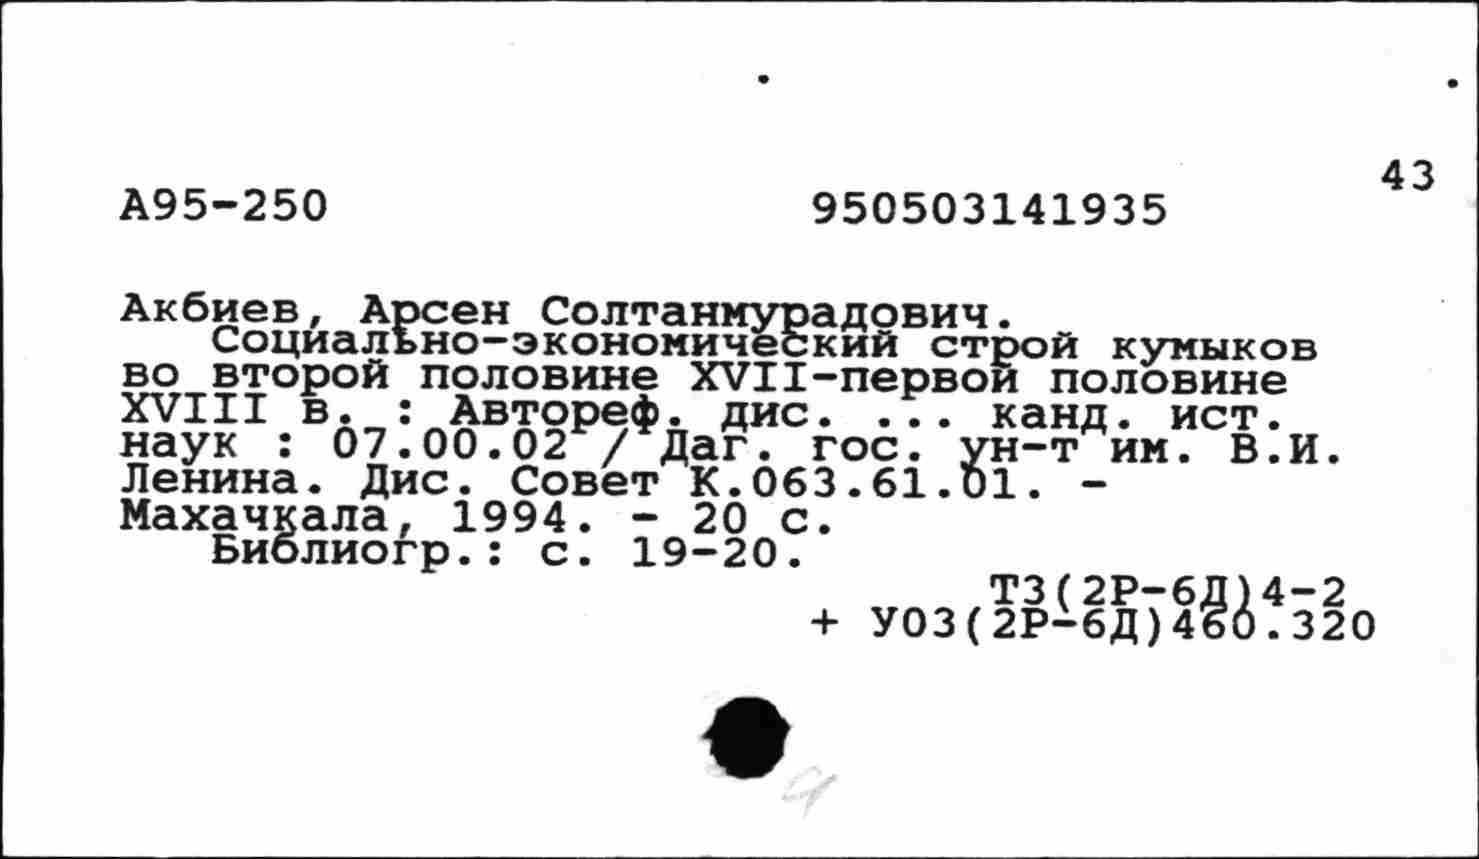 43
А95-250 950503141935
Акбиев, Арсен Солтанмурадович.
Социально-экономический строй кумыков
во второй половине XVII-первой половине
XVIII в. : Автореф. дис. ... канд. ист.
наук : 07.00.02 / Даг. гос. ун-т им. В.И.
Ленина. Дис. Совет К.063.61.01. -
Махачкала, 1994. - 20 с.
Библиогр.: с. 19-20.
Т3(2Р-6Д)4-2
+ У03(2Р-6Д)460.320